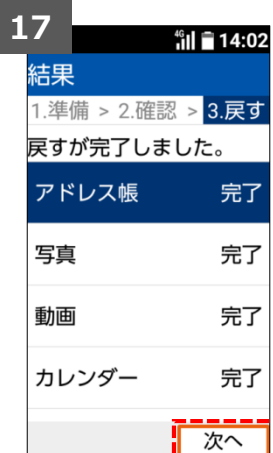 17
4G 14:02
結果
1.準備 > 2.確認 > 3.戻す
戻すが完了しました。
アドレス帳 完了
写真 完了
動画 完了
カレンダー 完了
次へ